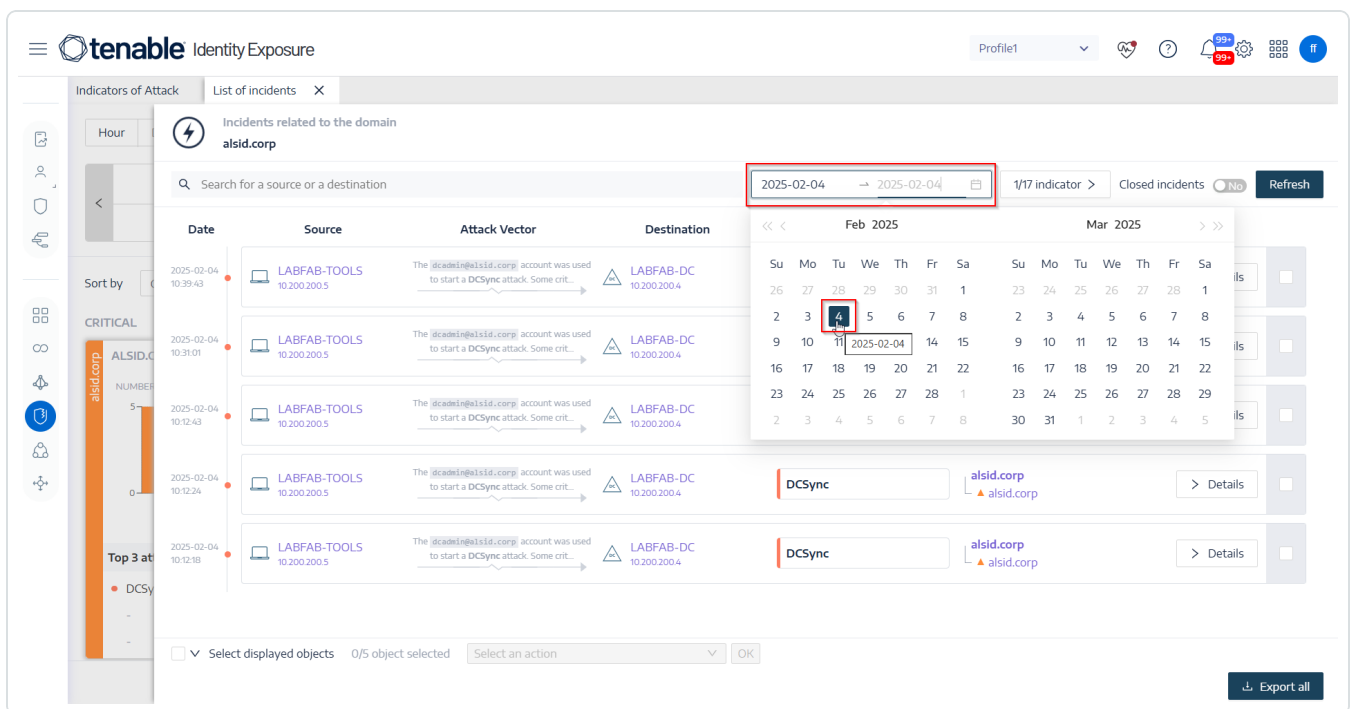 tenable Identity Exposure
Profile1
99+
99+
ff
Indicators of Attack
List of incidents
Hour
Incidents related to the domain
alsid.corp
Search for a source or a destination
2025-02-04 → 2025-02-04
1/17 indicator >
Closed incidents No
Refresh
Date Source Attack Vector Destination
Feb 2025
Su Mo Tu We Th Fr Sa
26 27 28 29 30 31 1
2 3 4 5 6 7 8
9 10 11 14 15
16 17 18 19 20 21 22
23 24 25 26 27 28 1
2 3 4 5 6 7 8
2025-02-04
Mar 2025
Su Mo Tu We Th Fr Sa
23 24 25 26 27 28 1
2 3 4 5 6 7 8
9 10 11 12 13 14 15
16 17 18 19 20 21 22
23 24 25 26 27 28 29
30 31 1 2 3 4 5
Sort by
CRITICAL
alsid.corp
ALSID.C
NUMBER
5
0
Top 3 at
DCSy
-
-
2025-02-04
10:39:43
LABFAB-TOOLS
10.200.200.5
The dcadmin@alsid.corp account was used
to start a DCSync attack. Some crit...
LABFAB-DC
10.200.200.4
ils
2025-02-04
10:31:01
LABFAB-TOOLS
10.200.200.5
The dcadmin@alsid.corp account was used
to start a DCSync attack. Some crit...
LABFAB-DC
10.200.200.4
ils
2025-02-04
10:12:43
LABFAB-TOOLS
10.200.200.5
The dcadmin@alsid.corp account was used
to start a DCSync attack. Some crit...
LABFAB-DC
10.200.200.4
ils
2025-02-04
10:12:24
LABFAB-TOOLS
10.200.200.5
The dcadmin@alsid.corp account was used
to start a DCSync attack. Some crit...
LABFAB-DC
10.200.200.4
DCSync
alsid.corp
alsid.corp
> Details
2025-02-04
10:12:18
LABFAB-TOOLS
10.200.200.5
The dcadmin@alsid.corp account was used
to start a DCSync attack. Some crit...
LABFAB-DC
10.200.200.4
DCSync
alsid.corp
alsid.corp
> Details
Select displayed objects 0/5 object selected Select an action OK
Export all